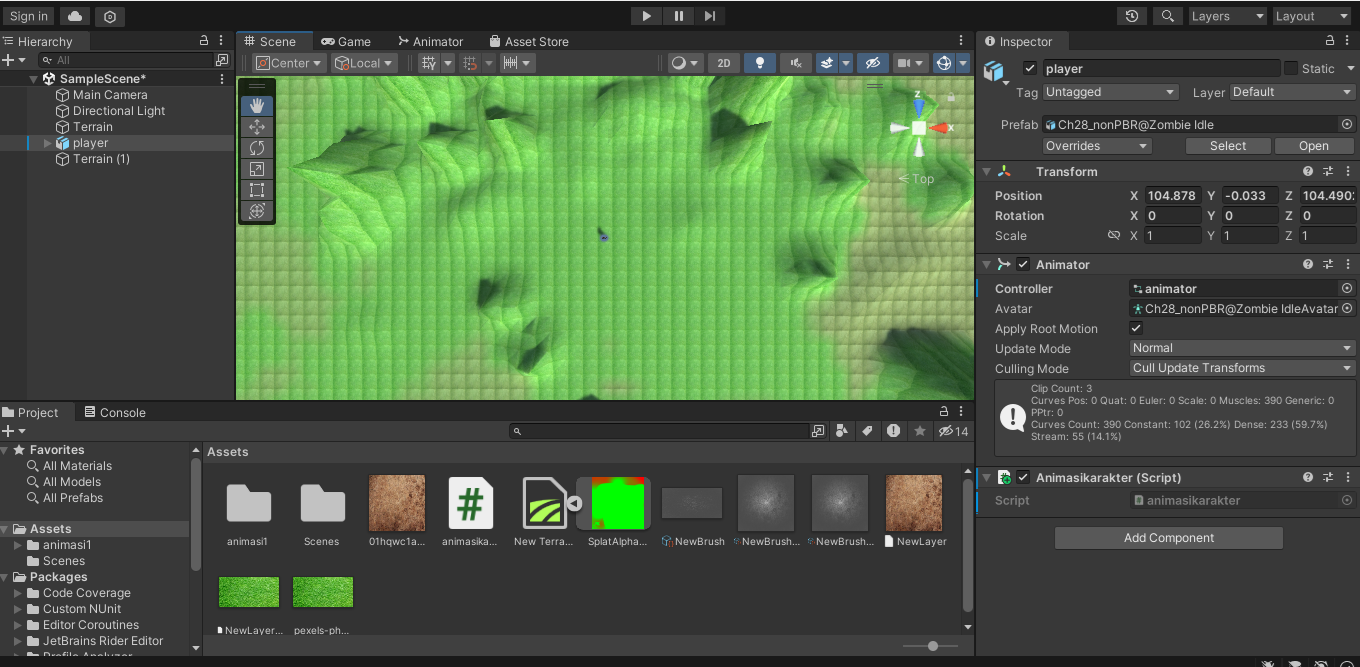 Sign in
Layers
Layout
Hierarchy
All
SampleScene*
Main Camera
Directional Light
Terrain
player
Terrain (1)
Scene
Game
Animator
Asset Store
Center
Local
2D
z
x
Top
Inspector
player
Static
Tag
Untagged
Layer
Default
Prefab
Ch28_nonPBR@Zombie Idle
Overrides
Select
Open
Transform
Position
X
104.878
Y
-0.033
Z
104.490
Rotation
X
0
Y
0
Z
0
Scale
X
1
Y
1
Z
1
Animator
Controller
animator
Avatar
Ch28_nonPBR@Zombie IdleAvatar
Apply Root Motion
Update Mode
Normal
Culling Mode
Cull Update Transforms
Clip Count: 3
Curves Pos: 0 Quat: 0 Euler: 0 Scale: 0 Muscles: 390 Generic: 0
PPtr: 0
Curves Count: 390 Constant: 102 (26.2%) Dense: 233 (59.7%)
Stream: 55 (14.1%)
Animasikarakter (Script)
Script
animasikarakter
Add Component
Project
Console
14
Favorites
All Materials
All Models
All Prefabs
Assets
animasi1
Scenes
Packages
Code Coverage
Custom NUnit
Editor Coroutines
JetBrains Rider Editor
Profile Analyzer
Assets
animasi1
Scenes
01hqwc1a...
animasika...
New Terra...
SplatAlpha...
NewBrush
NewBrush...
NewBrush...
NewLayer
NewLayer...
pexels-ph...